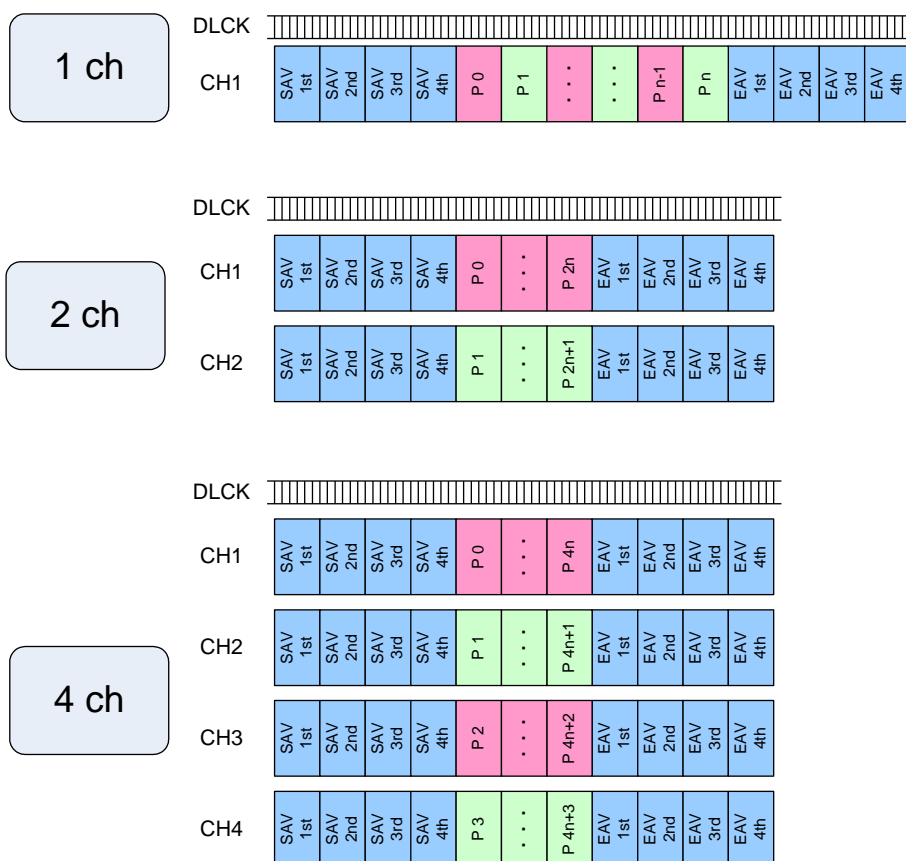 1 ch
DLCK
CH1
SAV 1st
SAV 2nd
SAV 3rd
SAV 4th
P 0
P 1
. . .
. . .
P n-1
P n
EAV 1st
EAV 2nd
EAV 3rd
EAV 4th
2 ch
DLCK
CH1
SAV 1st
SAV 2nd
SAV 3rd
SAV 4th
P 0
. . .
P 2n
EAV 1st
EAV 2nd
EAV 3rd
EAV 4th
CH2
SAV 1st
SAV 2nd
SAV 3rd
SAV 4th
P 1
. . .
P 2n+1
EAV 1st
EAV 2nd
EAV 3rd
EAV 4th
4 ch
DLCK
CH1
SAV 1st
SAV 2nd
SAV 3rd
SAV 4th
P 0
. . .
P 4n
EAV 1st
EAV 2nd
EAV 3rd
EAV 4th
CH2
SAV 1st
SAV 2nd
SAV 3rd
SAV 4th
P 1
. . .
P 4n+1
EAV 1st
EAV 2nd
EAV 3rd
EAV 4th
CH3
SAV 1st
SAV 2nd
SAV 3rd
SAV 4th
P 2
. . .
P 4n+2
EAV 1st
EAV 2nd
EAV 3rd
EAV 4th
CH4
SAV 1st
SAV 2nd
SAV 3rd
SAV 4th
P 3
. . .
P 4n+3
EAV 1st
EAV 2nd
EAV 3rd
EAV 4th